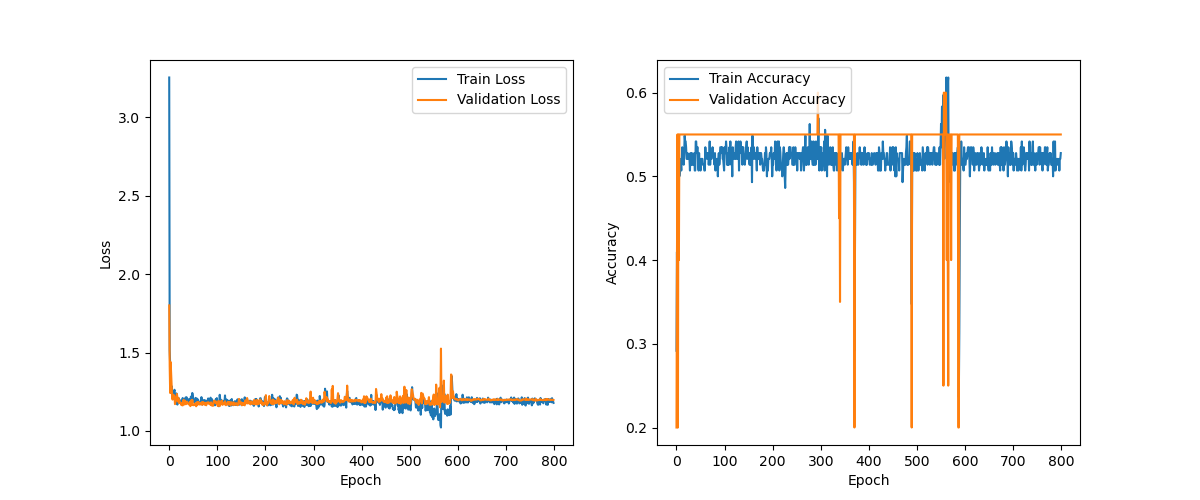 Train Loss
Validation Loss
3.0
2.5
2.0
1.5
1.0
Loss
0 100 200 300 400 500 600 700 800
Epoch
Train Accuracy
Validation Accuracy
0.6
0.5
0.4
0.3
0.2
Accuracy
0 100 200 300 400 500 600 700 800
Epoch